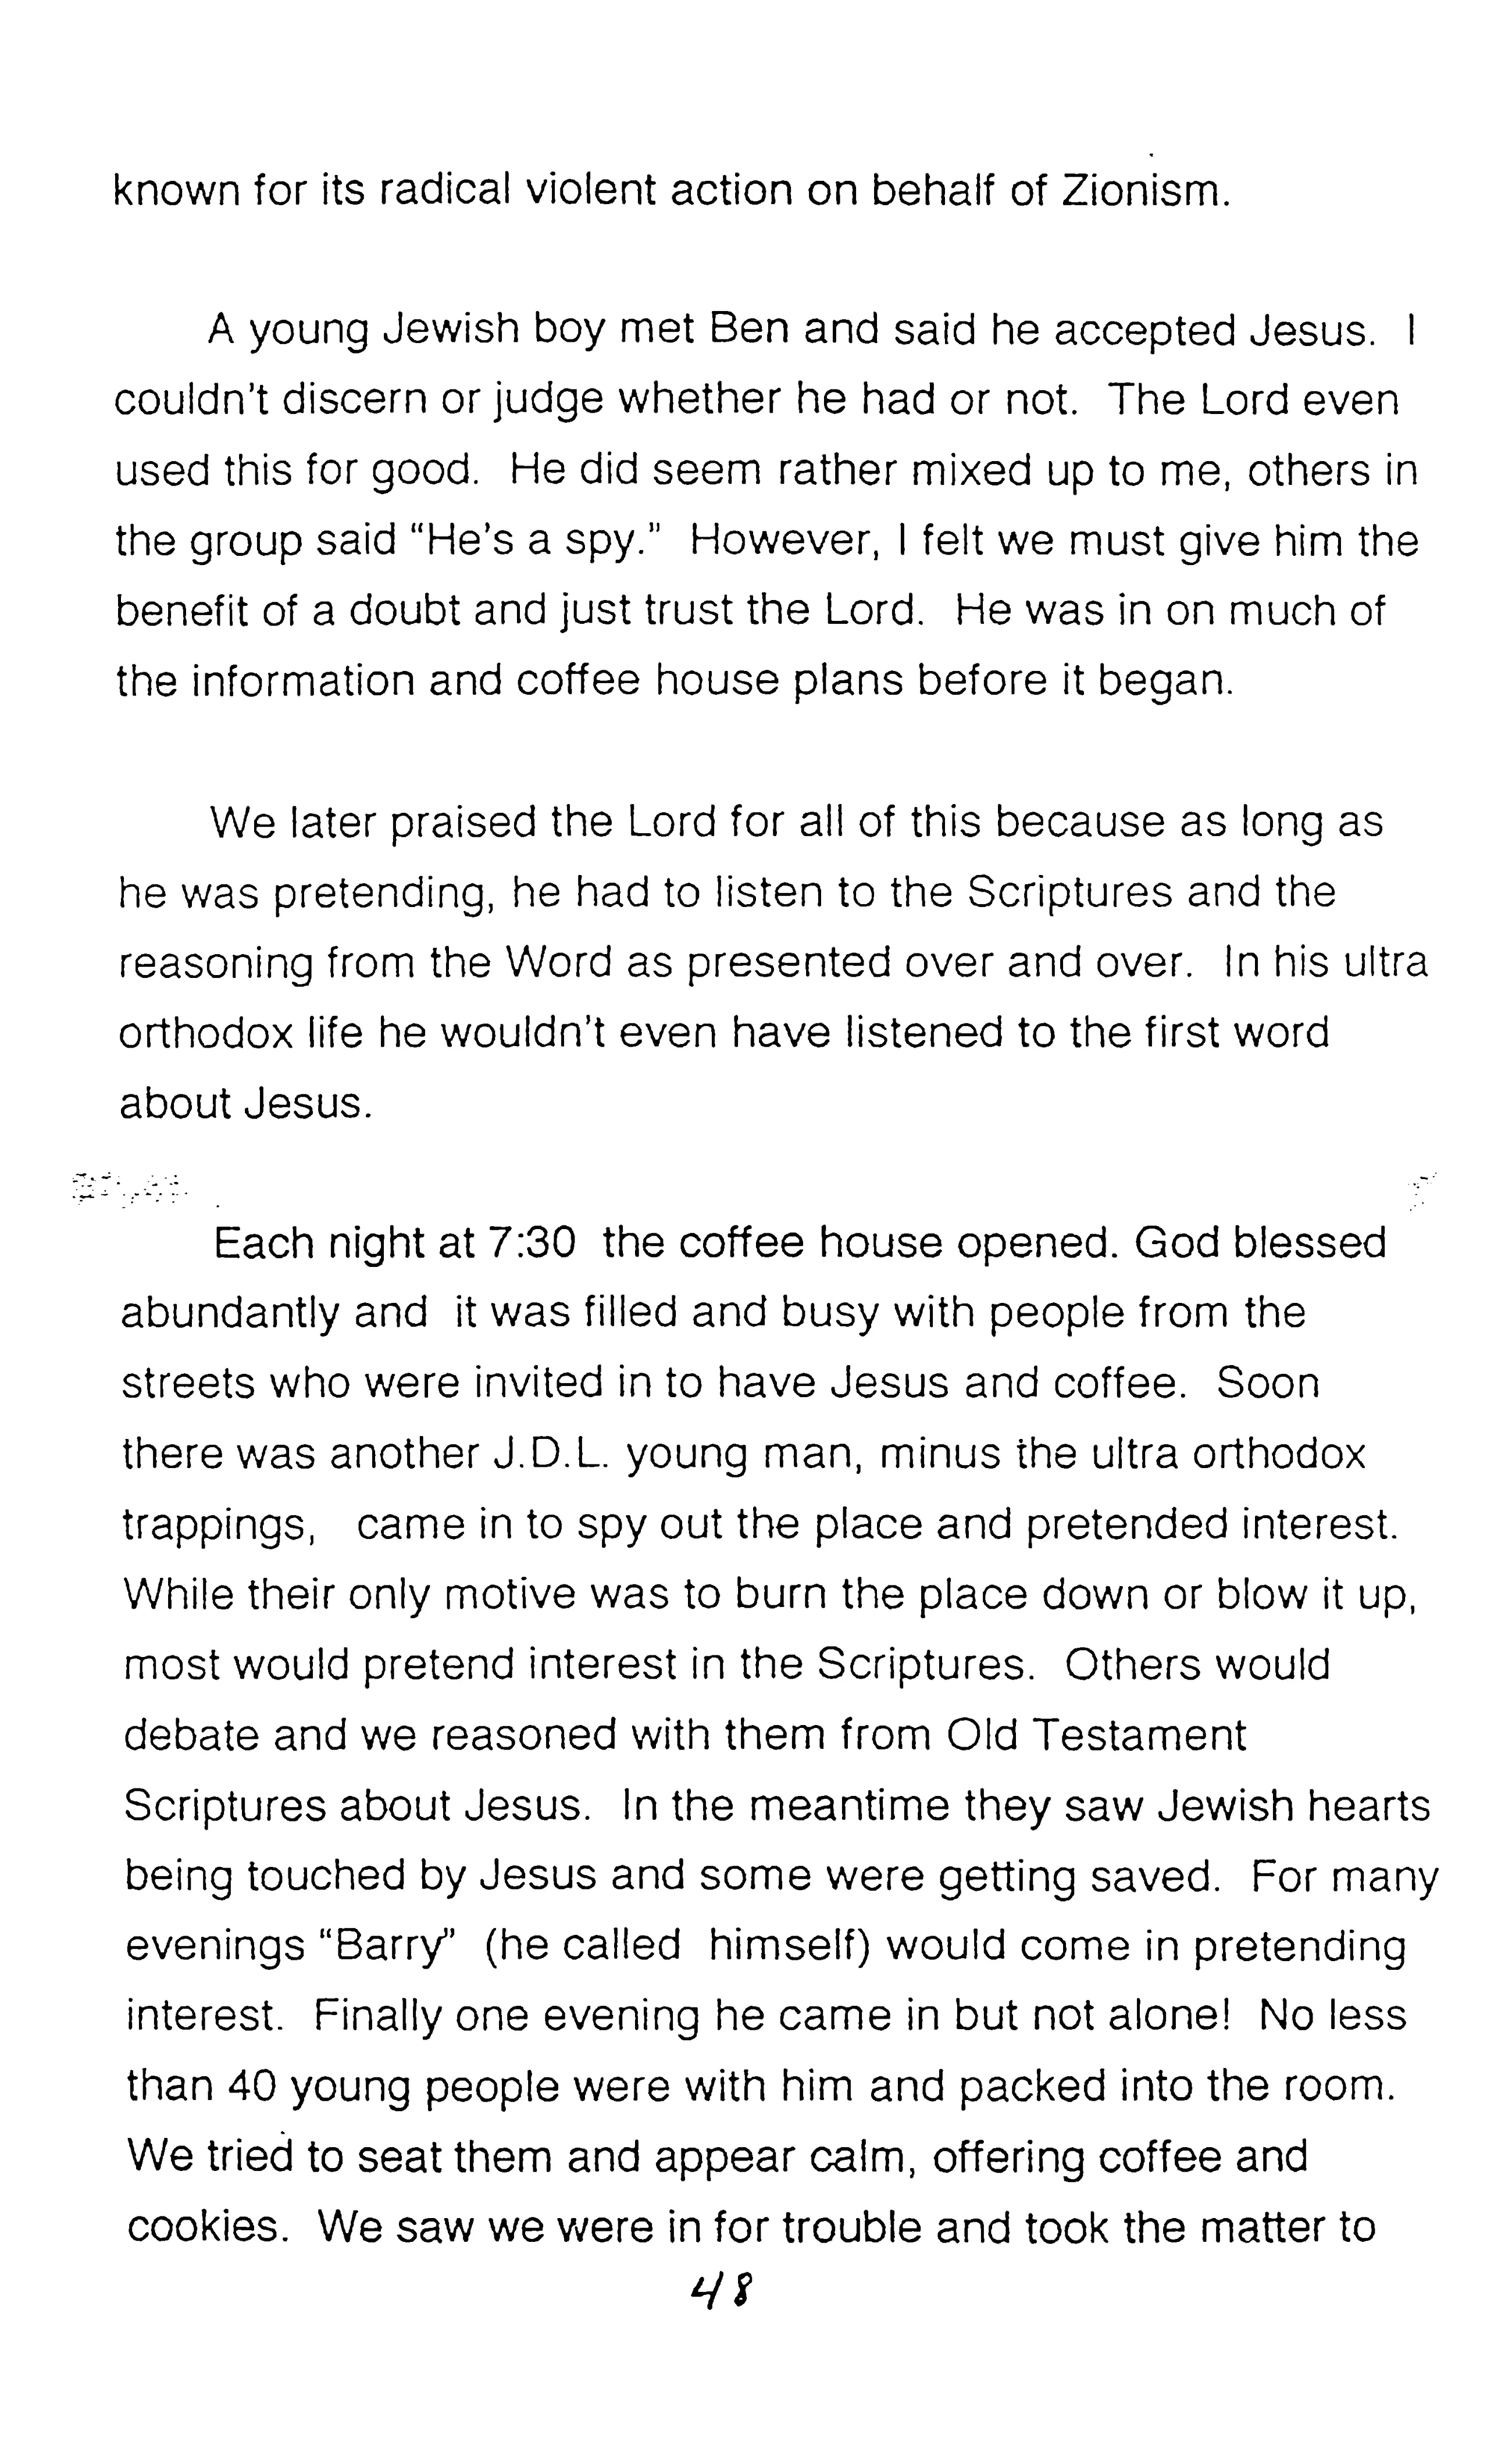 known for its radical violent action on behalf of Zionism.
A young Jewish boy met Ben and said he accepted Jesus. I
couldn't discern or judge whether he had or not. The Lord even
used this for good. He did seem rather mixed up to me, others in
the group said "He's a spy." However, I felt we must give him the
benefit of a doubt and just trust the Lord. He was in on much of
the information and coffee house plans before it began.
We later praised the Lord for all of this because as long as
he was pretending, he had to listen to the Scriptures and the
reasoning from the Word as presented over and over. In his ultra
orthodox life he wouldn't even have listened to the first word
about Jesus.
Each night at 7:30 the coffee house opened. God blessed
abundantly and it was filled and busy with people from the
streets who were invited in to have Jesus and coffee. Soon
there was another J.D.L. young man, minus the ultra orthodox
trappings, came in to spy out the place and pretended interest.
While their only motive was to burn the place down or blow it up,
most would pretend interest in the Scriptures. Others would
debate and we reasoned with them from Old Testament
Scriptures about Jesus. In the meantime they saw Jewish hearts
being touched by Jesus and some were getting saved. For many
evenings "Barry" (he called himself) would come in pretending
interest. Finally one evening he came in but not alone! No less
than 40 young people were with him and packed into the room.
We tried to seat them and appear calm, offering coffee and
cookies. We saw we were in for trouble and took the matter to
48